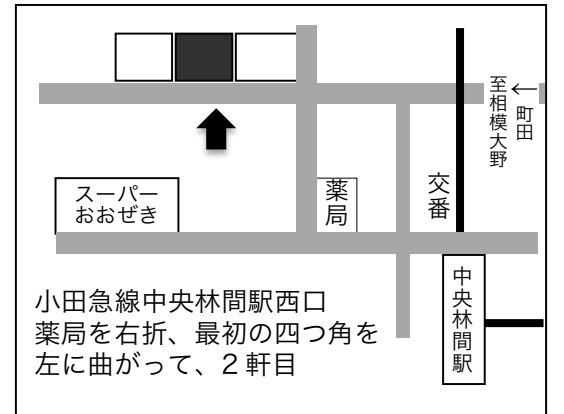 至相模大野
←
町田
交番
薬局
スーパー
おおぜき
中央林間駅
小田急線中央林間駅西口
薬局を右折、最初の四つ角を
左に曲がって、２軒目